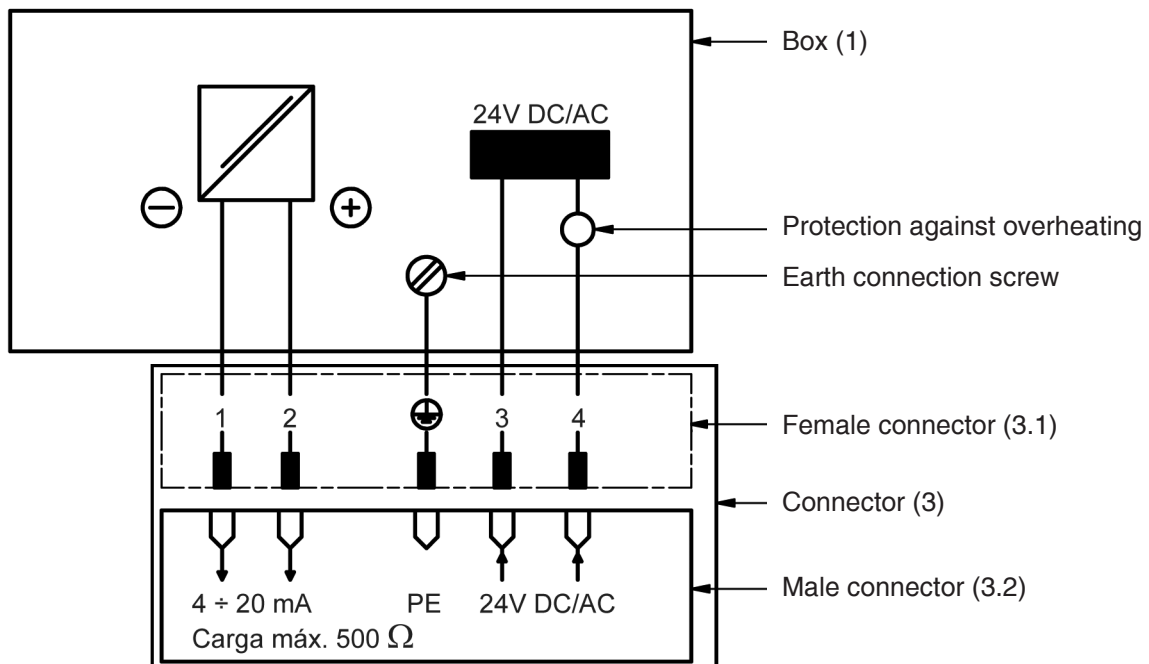 Box (1)
24V DC/AC
Protection against overheating
Earth connection screw
1 2 3 4
Female connector (3.1)
Connector (3)
Male connector (3.2)
4 ÷ 20 mA PE 24V DC/AC
Carga máx. 500 Ω